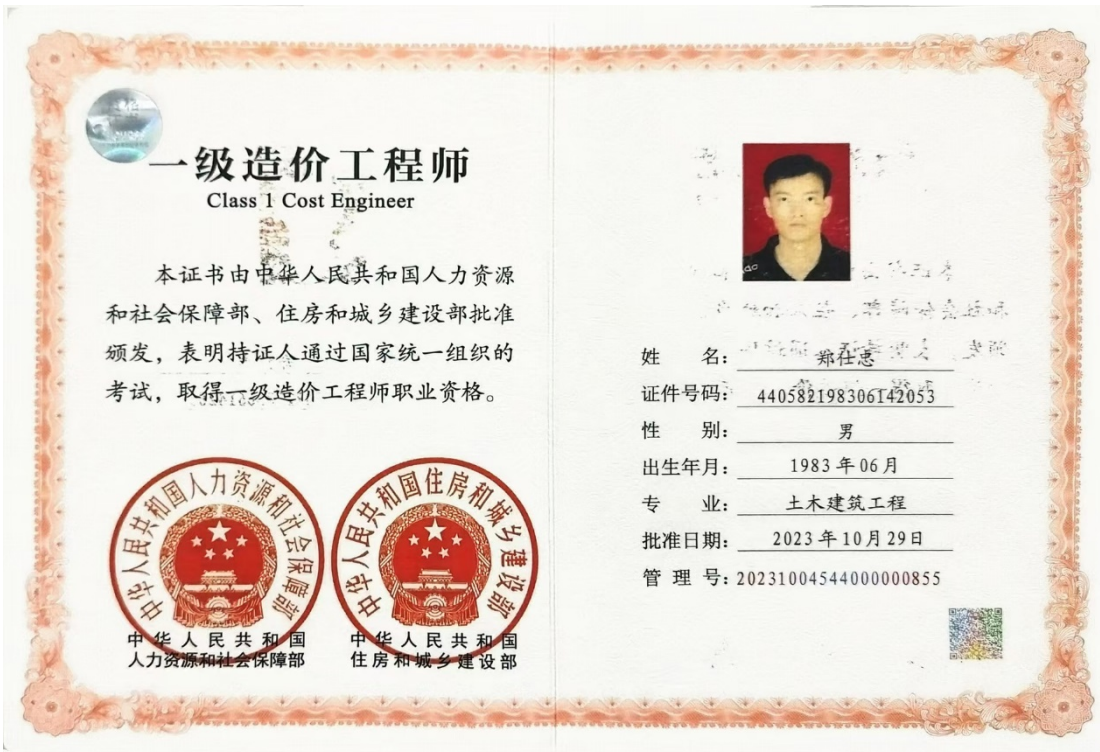 一级造价工程师
Class 1 Cost Engineer
本证书由中华人民共和国人力资源
和社会保障部、住房和城乡建设部批准
颁发，表明持证人通过国家统一组织的
考试，取得一级造价工程师职业资格。
中华人民共和国人力资源和社会保障部
中华人民共和国住房和城乡建设部
中华人民共和国
人力资源和社会保障部
中华人民共和国
住房和城乡建设部
姓 名：郑仕忠
证件号码：440582198306142053
性 别：男
出生年月：1983年06月
专 业：土木建筑工程
批准日期：2023年10月29日
管 理 号：20231004544000000855